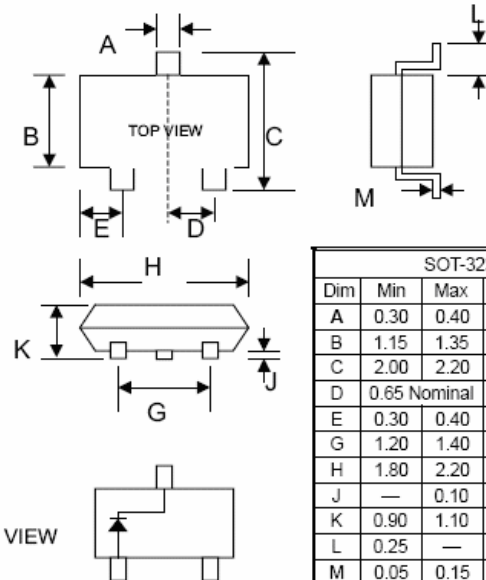 L
A
B
TOP VIEW
C
E
D
M
H
K
J
G
VIEW
SOT-32
Dim Min Max
A 0.30 0.40
B 1.15 1.35
C 2.00 2.20
D 0.65 Nominal
E 0.30 0.40
G 1.20 1.40
H 1.80 2.20
J — 0.10
K 0.90 1.10
L 0.25 —
M 0.05 0.15